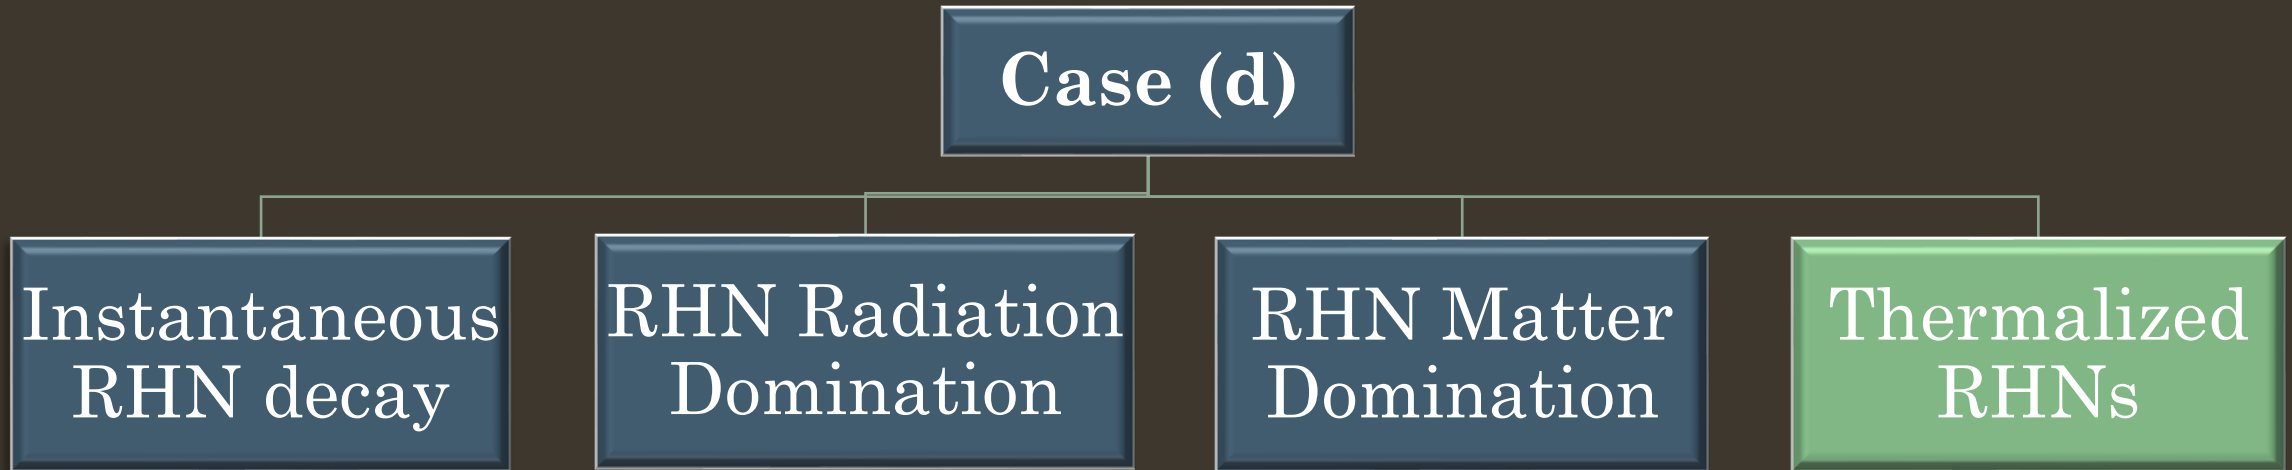 Case (d)
Instantaneous
RHN decay
RHN Radiation
Domination
RHN Matter
Domination
Thermalized
RHNs